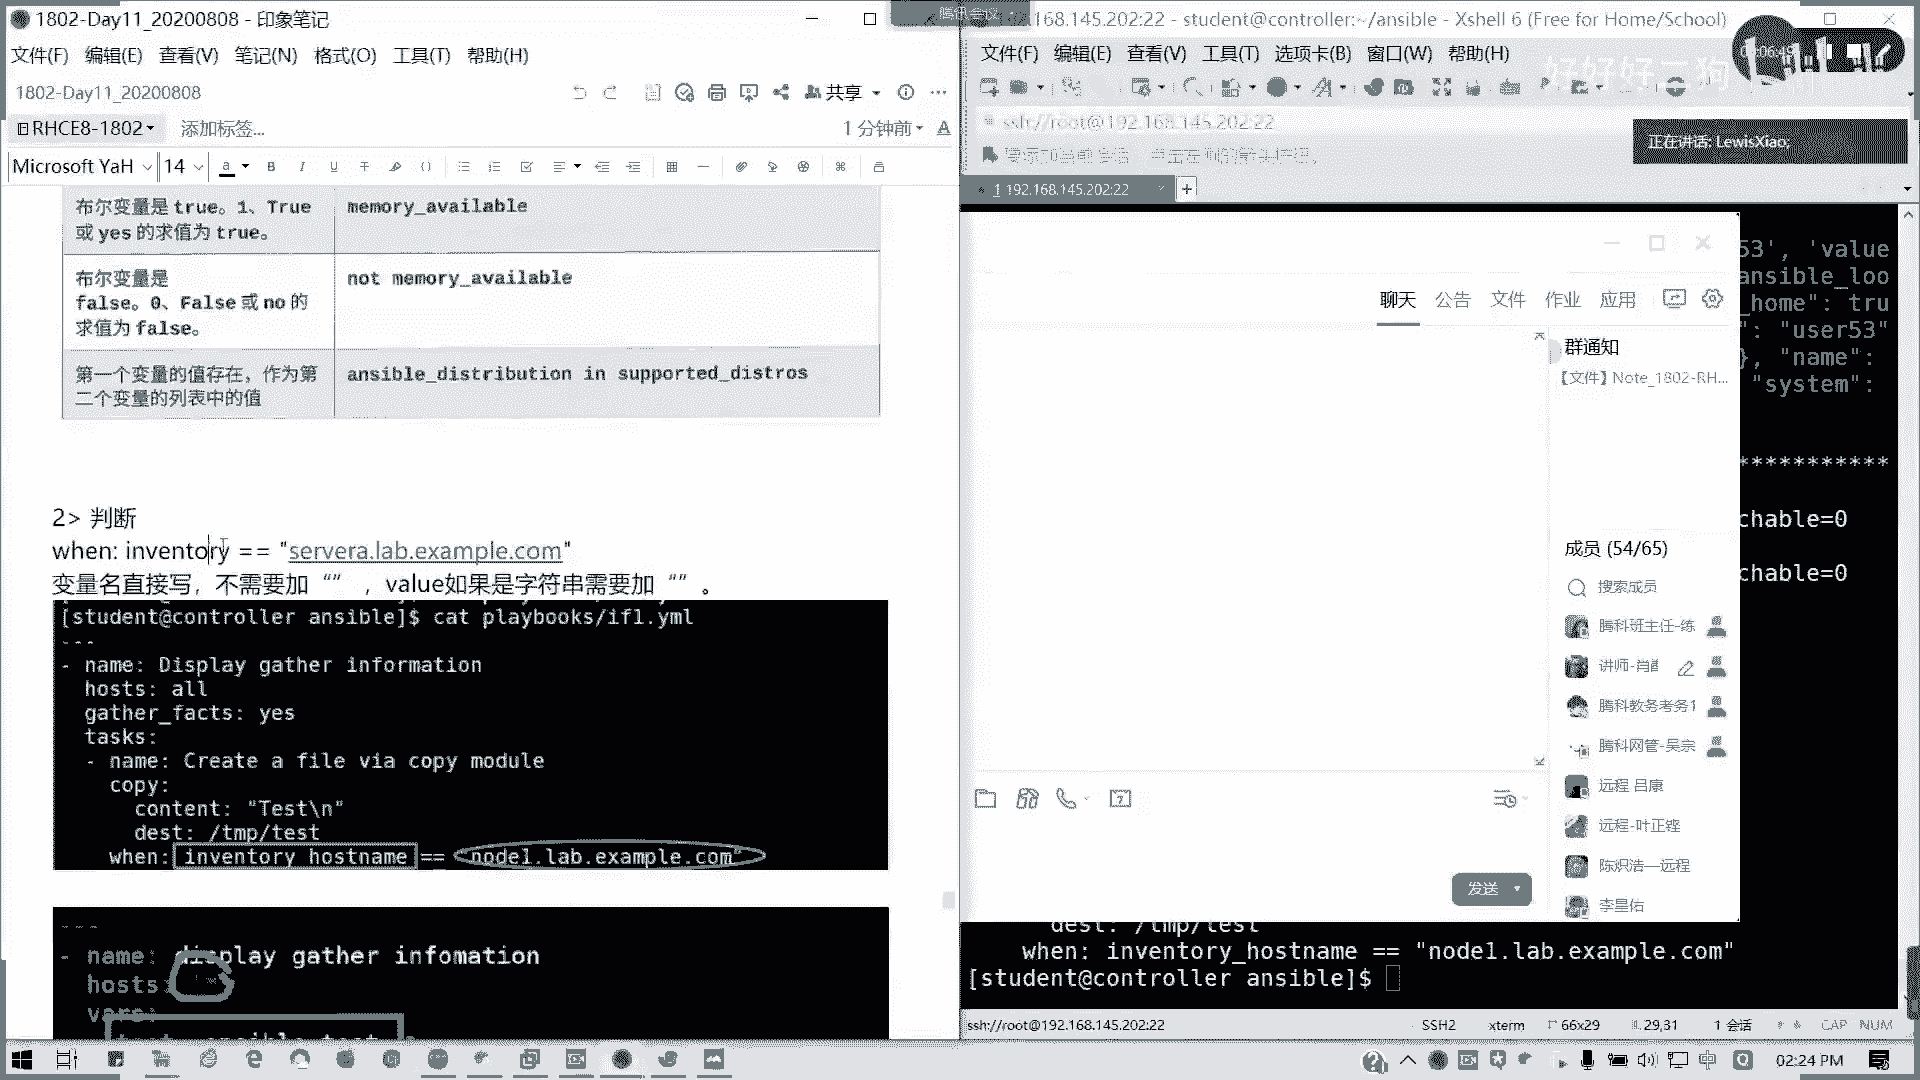 1802-Day11_20200808 - 印象笔记
文件(F) 编辑(E) 查看(V) 笔记(N) 格式(O) 工具(T) 帮助(H)
1802-Day11_20200808
共享
RHCE8-1802
添加标签...
1 分钟前
Microsoft YaH
14
布尔变量是 true。1、True
或 yes 的求值为 true。
memory_available
布尔变量是
false。0、False 或 no 的
求值为 false。
not memory_available
第一个变量的值存在，作为第
二个变量的列表中的值
ansible_distribution in supported_distros
2> 判断
when: inventory == "servera.lab.example.com"
变量名直接写，不需要加“”，value如果是字符串需要加“”。
[student@controller ansible]$ cat playbooks/if1.yml
---
- name: Display gather information
hosts: all
gather_facts: yes
tasks:
- name: Create a file via copy module
copy:
content: "Test\n"
dest: /tmp/test
when: inventory_hostname == "node1.lab.example.com"
---
- name: display gather infomation
hosts
vars:
腾讯会议
.168.145.202:22 - student@controller:~/ansible - Xshell 6 (Free for Home/School)
文件(F) 编辑(E) 查看(V) 工具(T) 选项卡(B) 窗口(W) 帮助(H)
好好好二狗
ssh://root@192.168.145.202:22
正在讲话: LewisXiao;
1 192.168.145.202:22
53', 'value
ansible_loo
_home": tru
": "user53"
}, "name":
"system":
***********
chable=0
chable=0
聊天 公告 文件 作业 应用
群通知
【文件】Note_1802-RH...
成员 (54/65)
搜索成员
腾科班主任-练
讲师-肖
腾科教务考务1
腾科网管-吴宗
远程 吕康
远程-叶正铿
陈炽浩—远程
李星佑
发送
dest: /tmp/test
when: inventory_hostname == "node1.lab.example.com"
[student@controller ansible]$
ssh://root@192.168.145.202:22
SSH2
xterm
66x29
29,31
1 会话
CAP NUM
中
02:24 PM